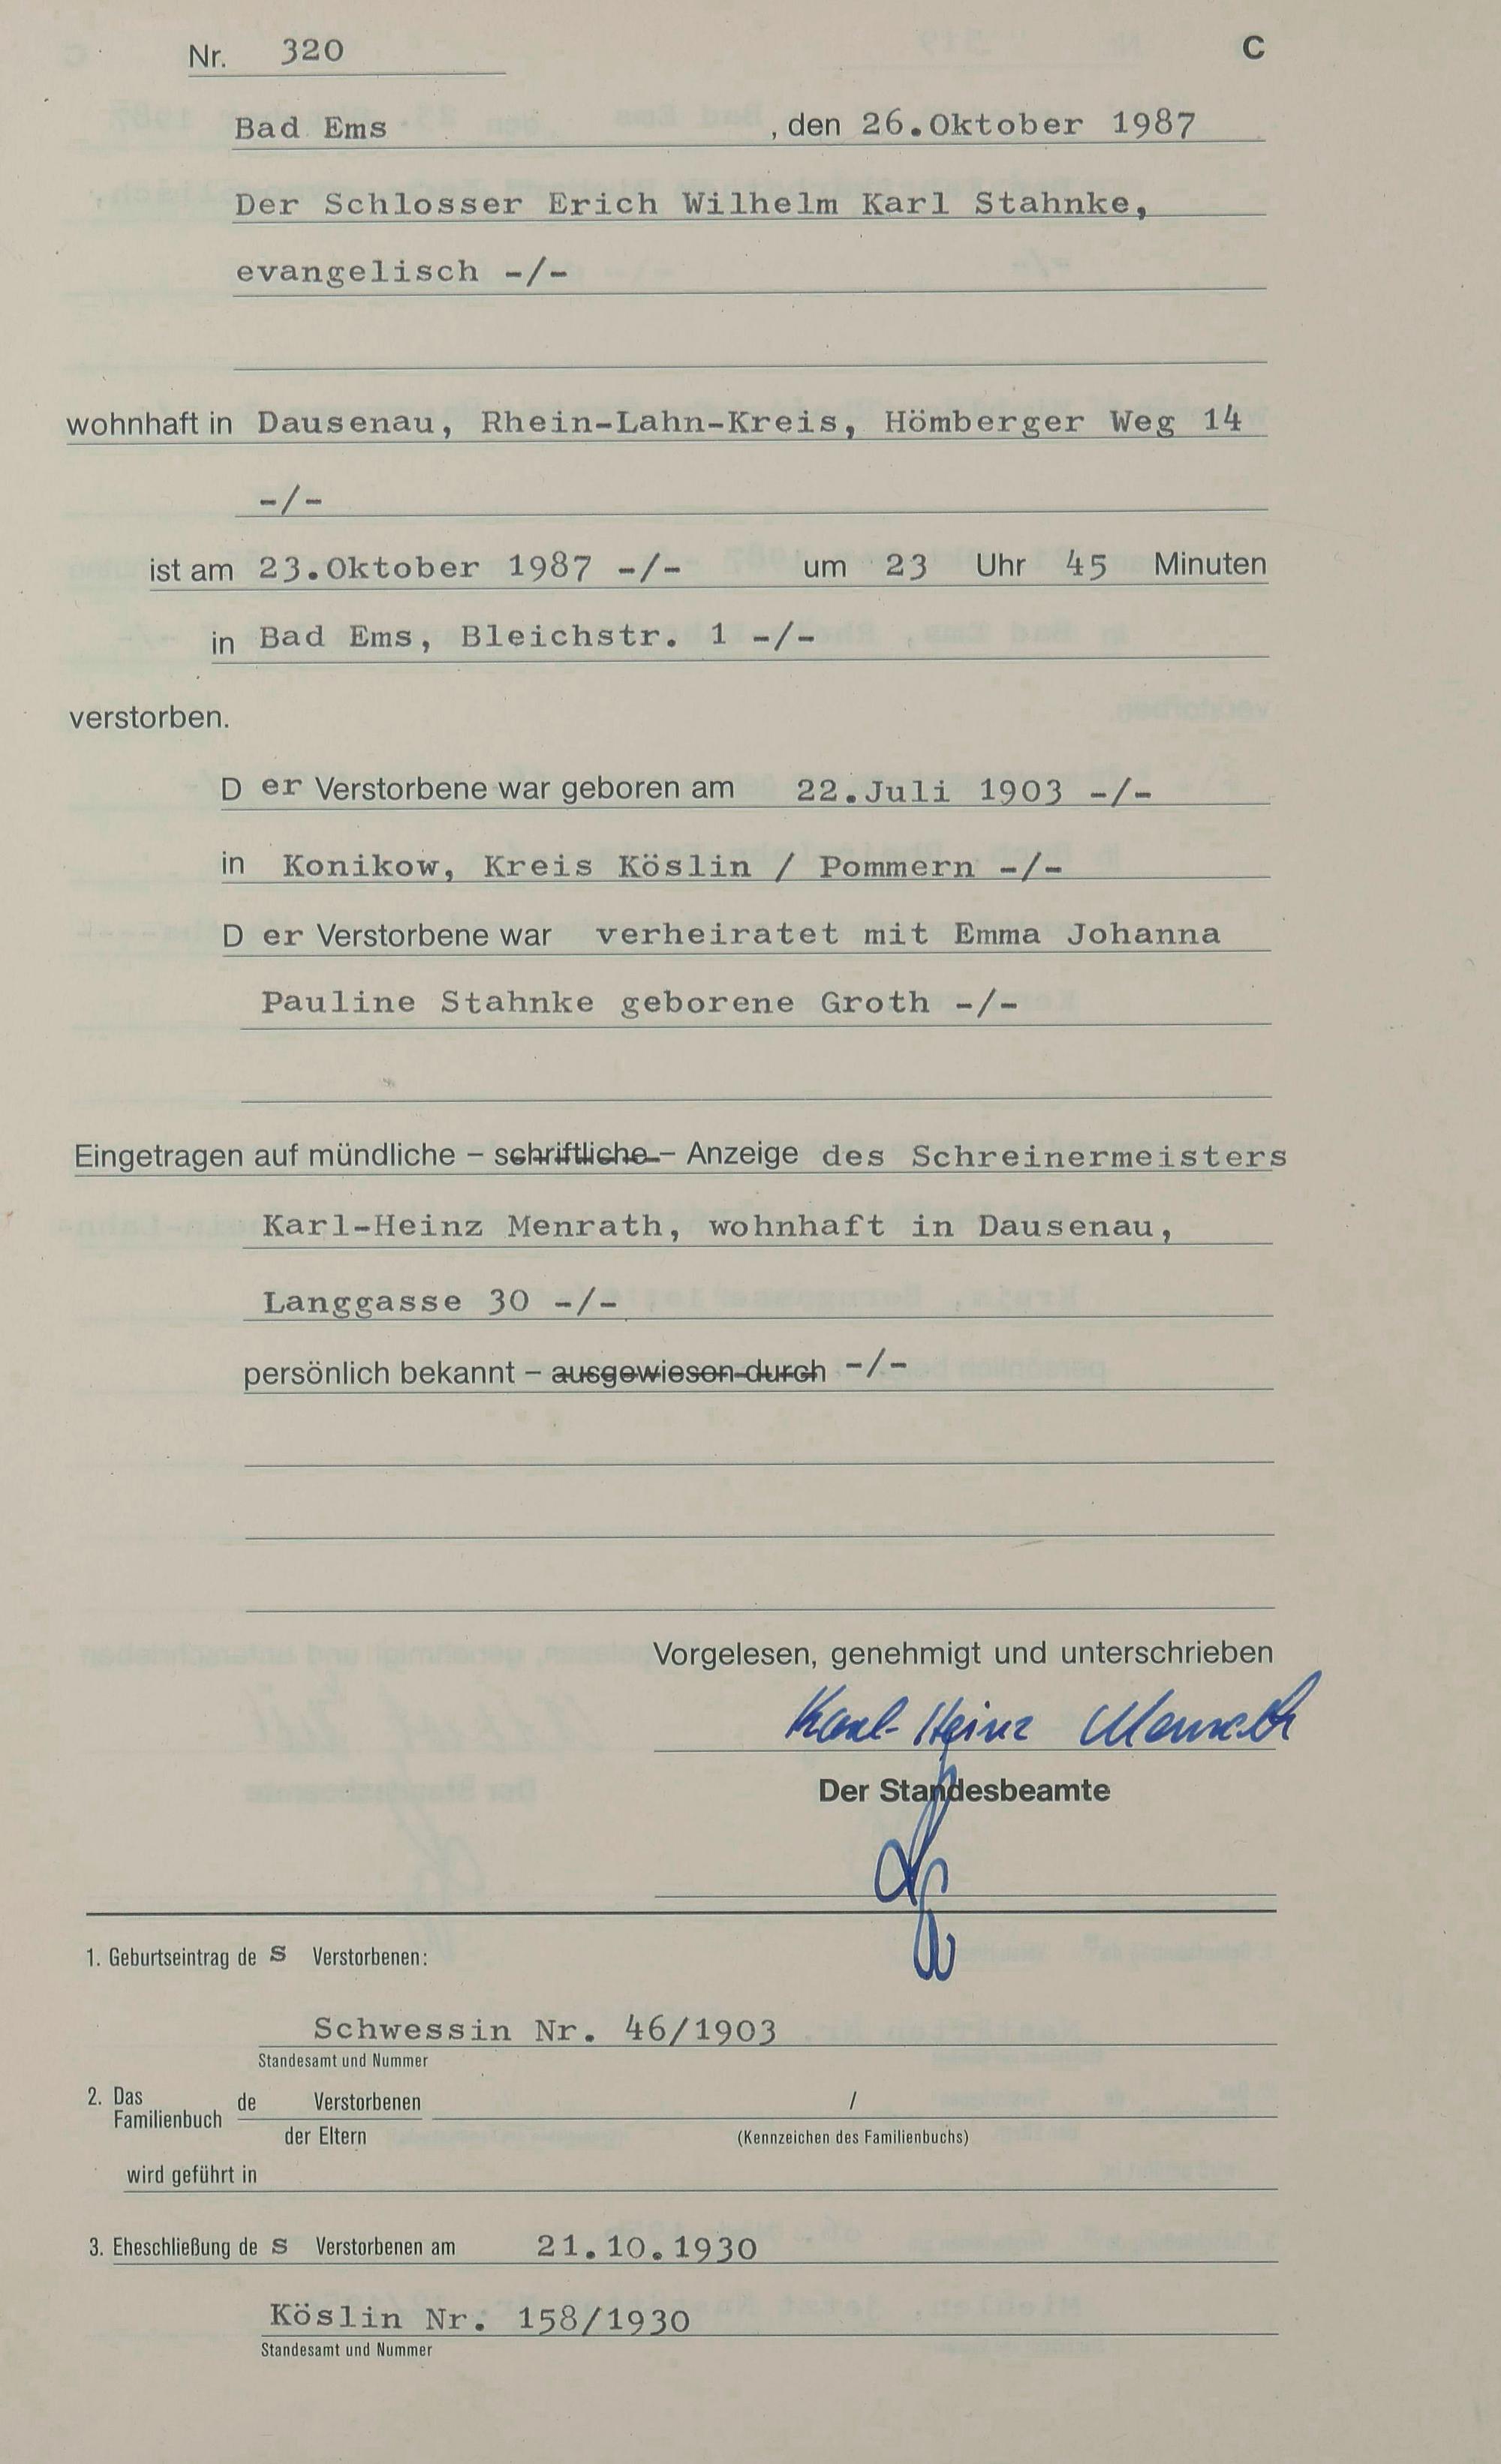 Nr. 320 C
Bad Ems , den 26.Oktober 1987
Der Schlosser Erich Wilhelm Karl Stahnke,
evangelisch -/-
wohnhaft in Dausenau, Rhein-Lahn-Kreis, Hömberger Weg 14
-/-
ist am 23.Oktober 1987 -/- um 23 Uhr 45 Minuten
in Bad Ems, Bleichstr. 1 -/-
verstorben.
D er Verstorbene war geboren am 22.Juli 1903 -/-
in Konikow, Kreis Köslin / Pommern -/-
D er Verstorbene war verheiratet mit Emma Johanna
Pauline Stahnke geborene Groth -/-
Eingetragen auf mündliche – schriftliche – Anzeige des Schreinermeisters
Karl-Heinz Menrath, wohnhaft in Dausenau,
Langgasse 30 -/-
persönlich bekannt – ausgewiesen durch -/-
Vorgelesen, genehmigt und unterschrieben
Karl-Heinz Menrath
Der Standesbeamte
1. Geburtseintrag de s Verstorbenen:
Schwessin Nr. 46/1903
Standesamt und Nummer
2. Das Familienbuch de Verstorbenen /
der Eltern (Kennzeichen des Familienbuchs)
wird geführt in
3. Eheschließung de s Verstorbenen am 21.10.1930
Köslin Nr. 158/1930
Standesamt und Nummer